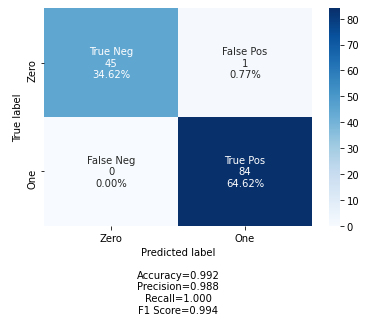 True Neg
45
34.62%
False Pos
1
0.77%
False Neg
0
0.00%
True Pos
84
64.62%
True label
Zero
One
Zero
One
Predicted label
Accuracy=0.992
Precision=0.988
Recall=1.000
F1 Score=0.994
80
70
60
50
40
30
20
10
0